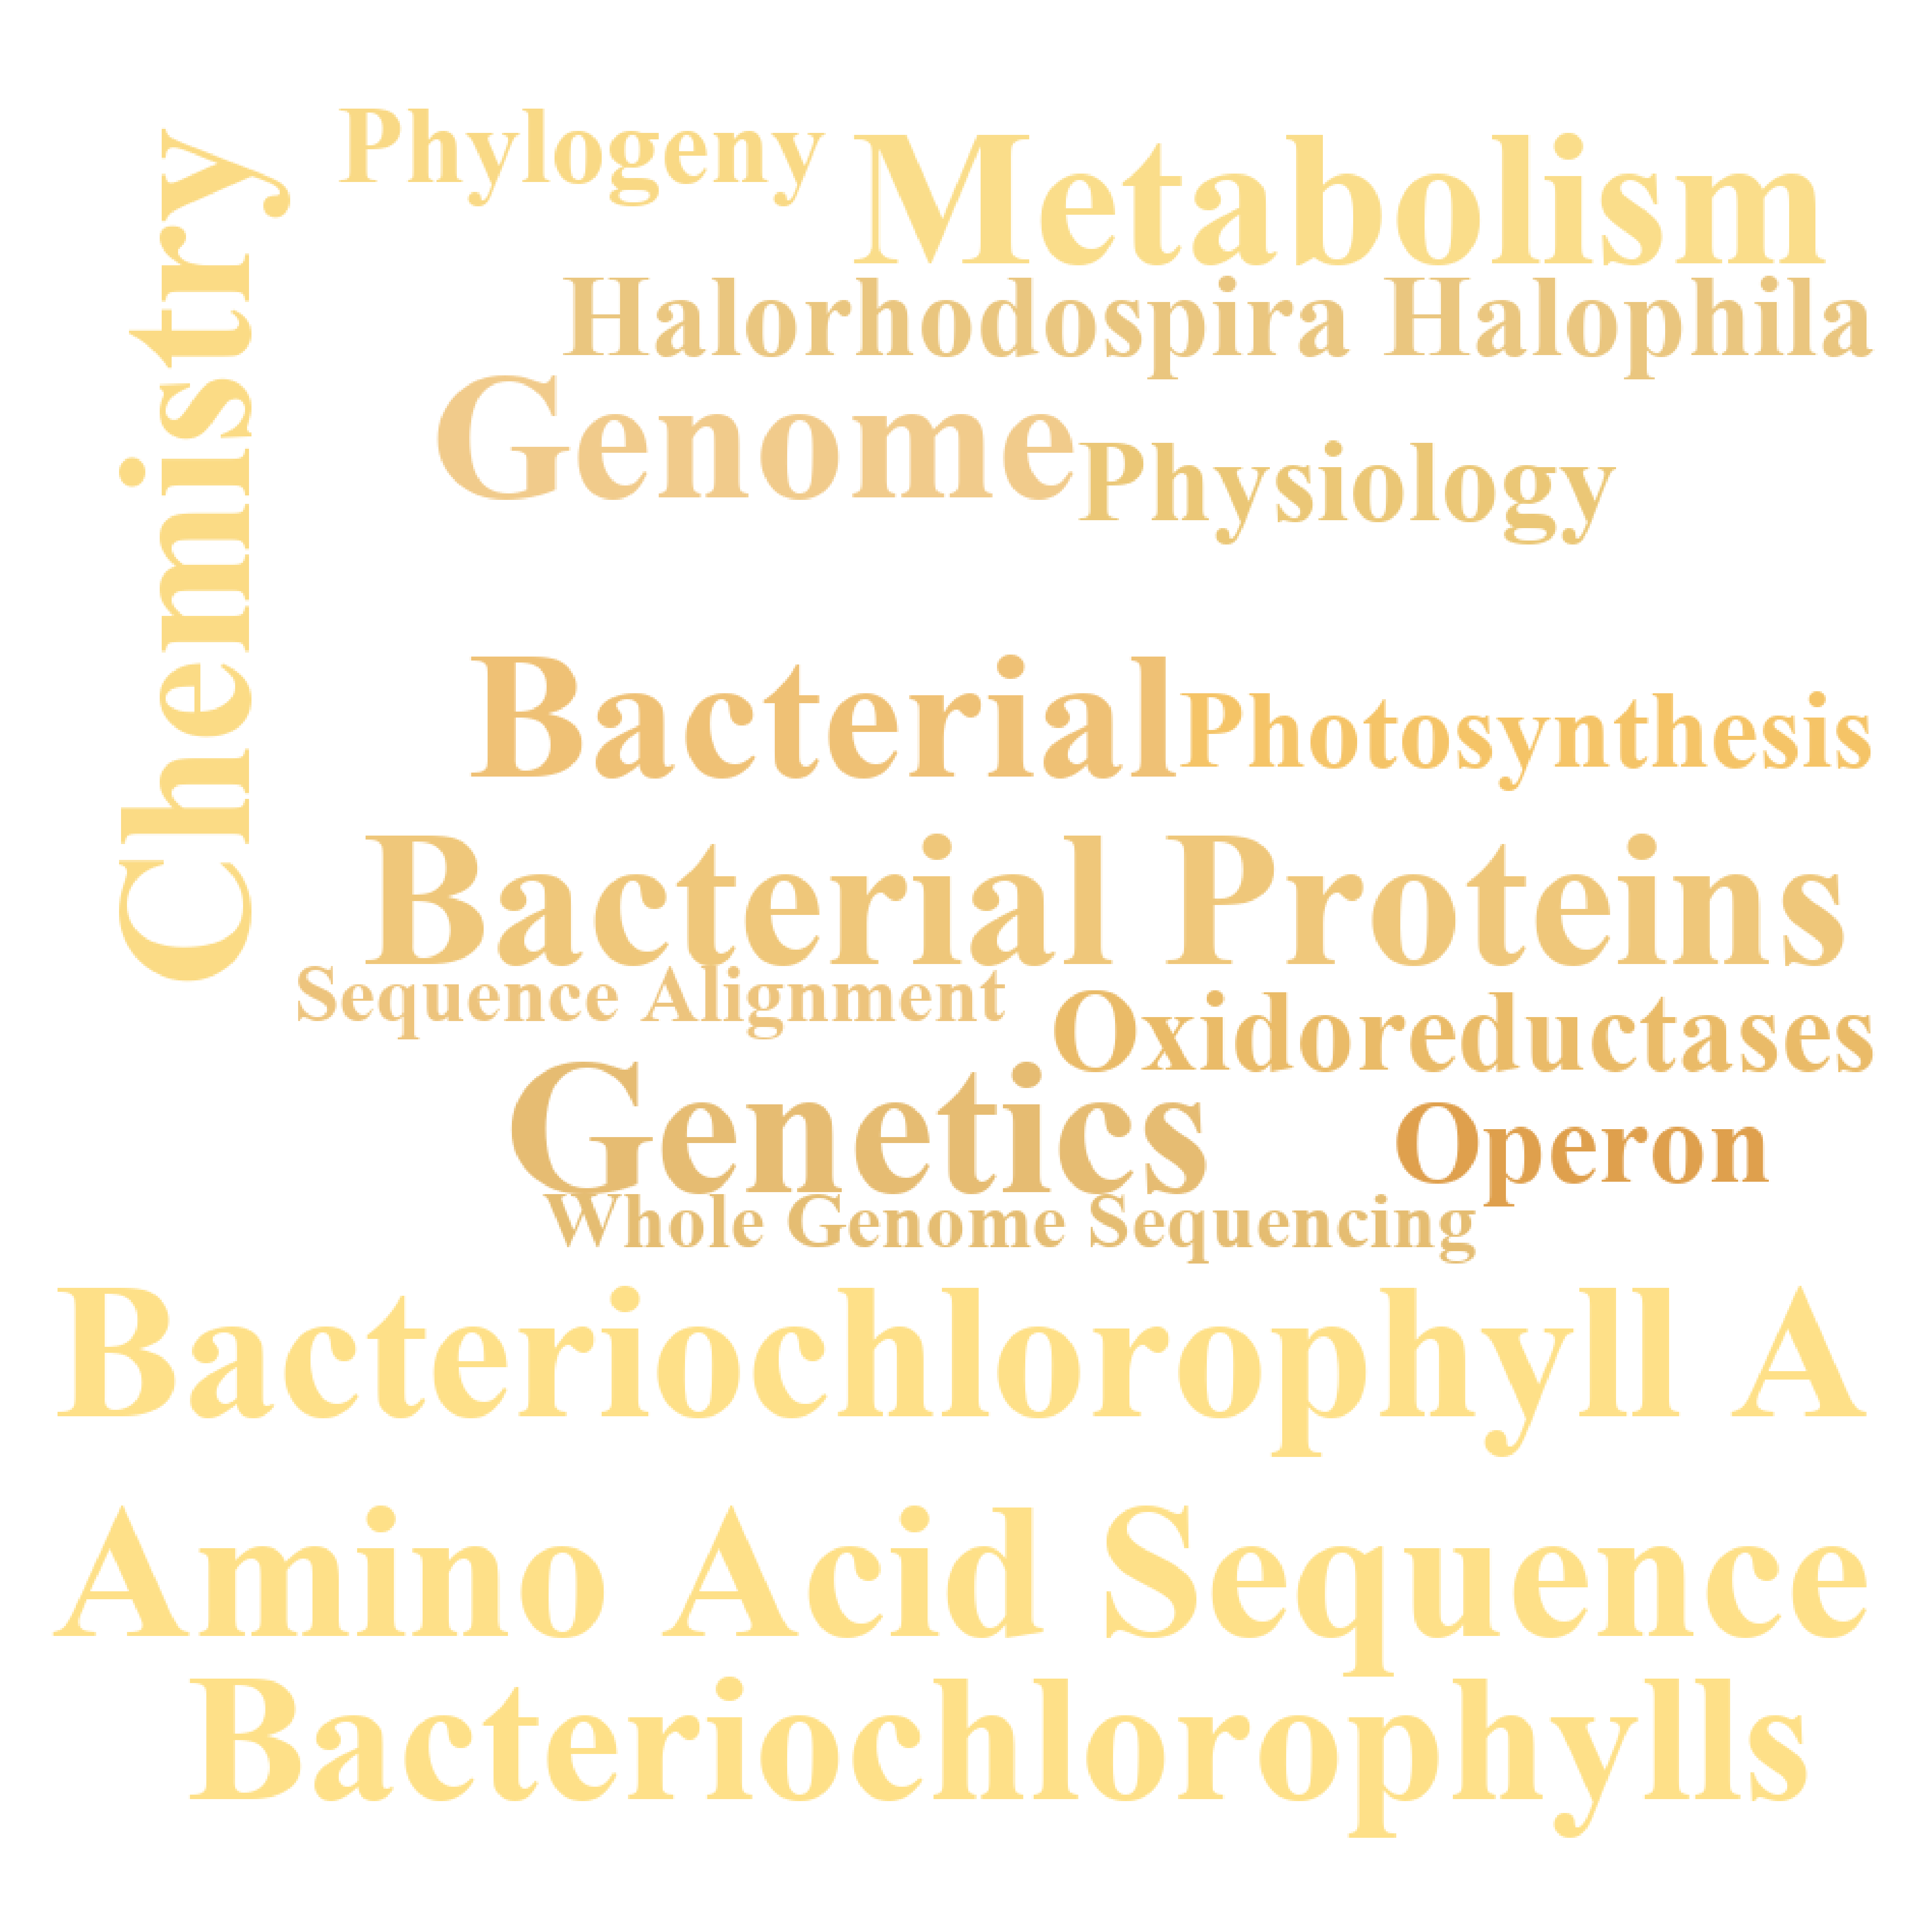 Chemistry
Phylogeny
Metabolism
Halorhodospira Halophila
Genome
Physiology
Bacterial
Photosynthesis
Bacterial Proteins
Sequence Alignment
Oxidoreductases
Genetics
Operon
Whole Genome Sequencing
Bacteriochlorophyll A
Amino Acid Sequence
Bacteriochlorophylls